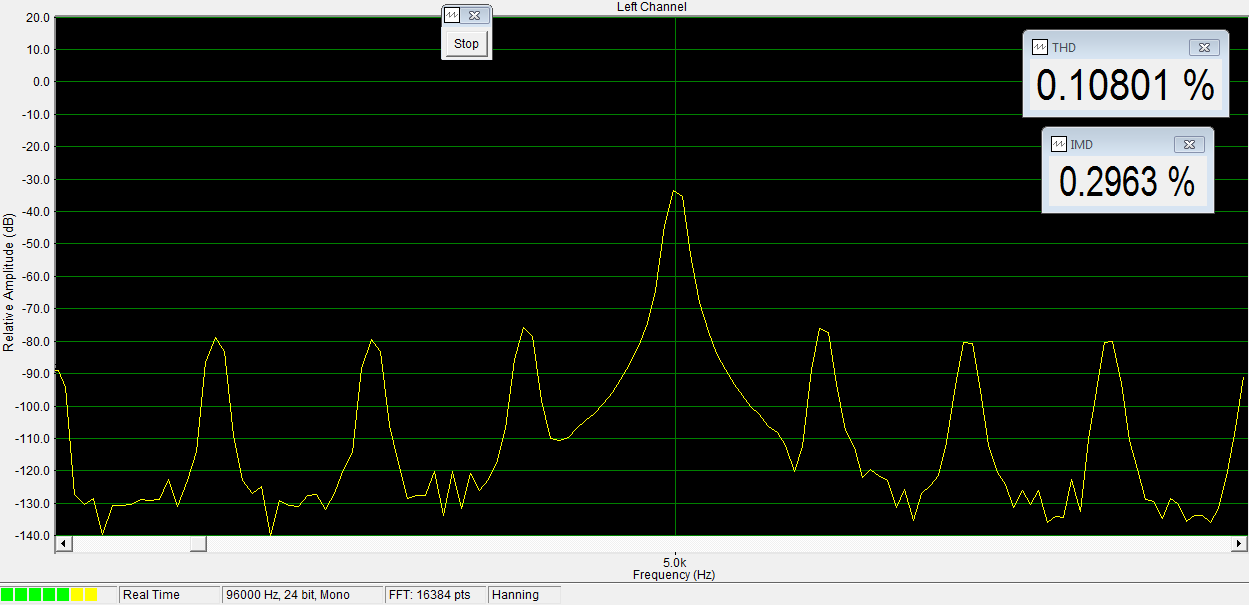 Left Channel
Stop
THD
0.10801 %
IMD
0.2963 %
Relative Amplitude (dB)
20.0
10.0
0.0
-10.0
-20.0
-30.0
-40.0
-50.0
-60.0
-70.0
-80.0
-90.0
-100.0
-110.0
-120.0
-130.0
-140.0
5.0k
Frequency (Hz)
Real Time
96000 Hz, 24 bit, Mono
FFT: 16384 pts
Hanning